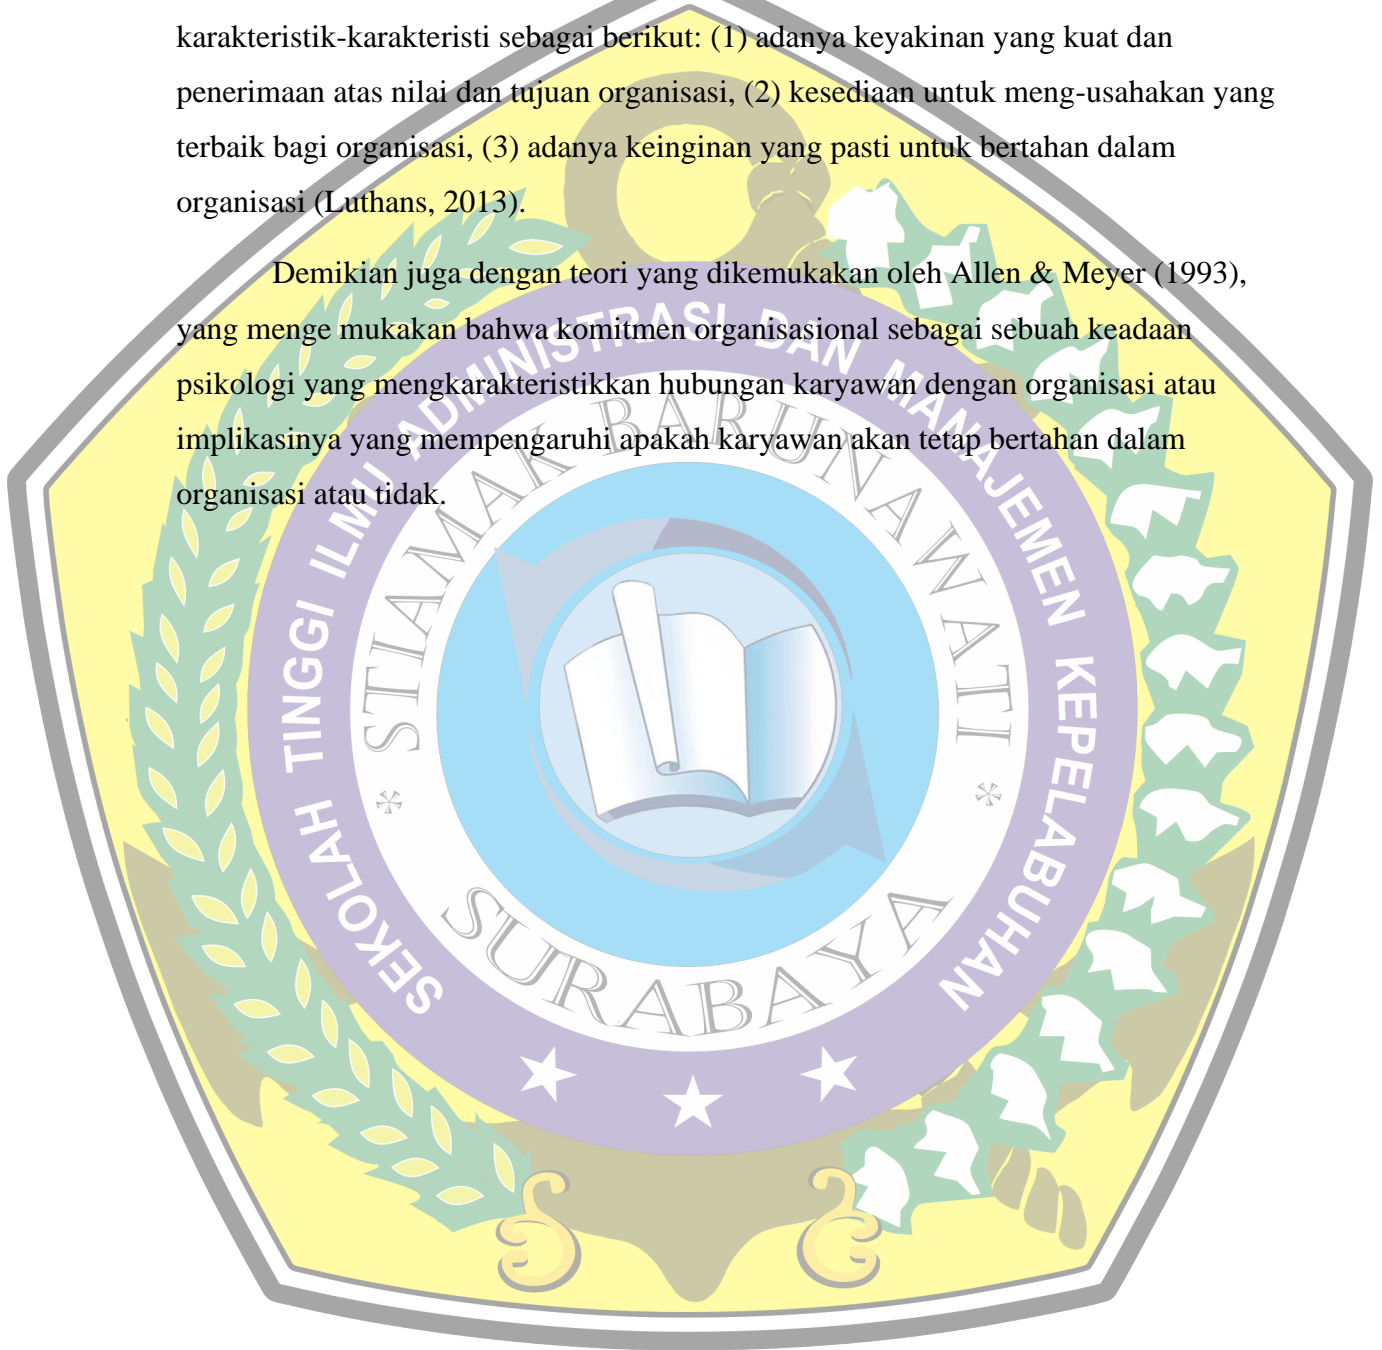 karakteristik-karakteristi sebagai berikut: (1) adanya keyakinan yang kuat dan
penerimaan atas nilai dan tujuan organisasi, (2) kesediaan untuk meng-usahakan yang
terbaik bagi organisasi, (3) adanya keinginan yang pasti untuk bertahan dalam
organisasi (Luthans, 2013).
Demikian juga dengan teori yang dikemukakan oleh Allen & Meyer (1993),
yang menge mukakan bahwa komitmen organisasional sebagai sebuah keadaan
psikologi yang mengkarakteristikkan hubungan karyawan dengan organisasi atau
implikasinya yang mempengaruhi apakah karyawan akan tetap bertahan dalam
organisasi atau tidak.
SEKOLAH TINGGI ILMU ADMINISTRASI DAN MANAJEMEN KEPELABUHAN
STIAMAK BARUNAWATI
* SURABAYA *